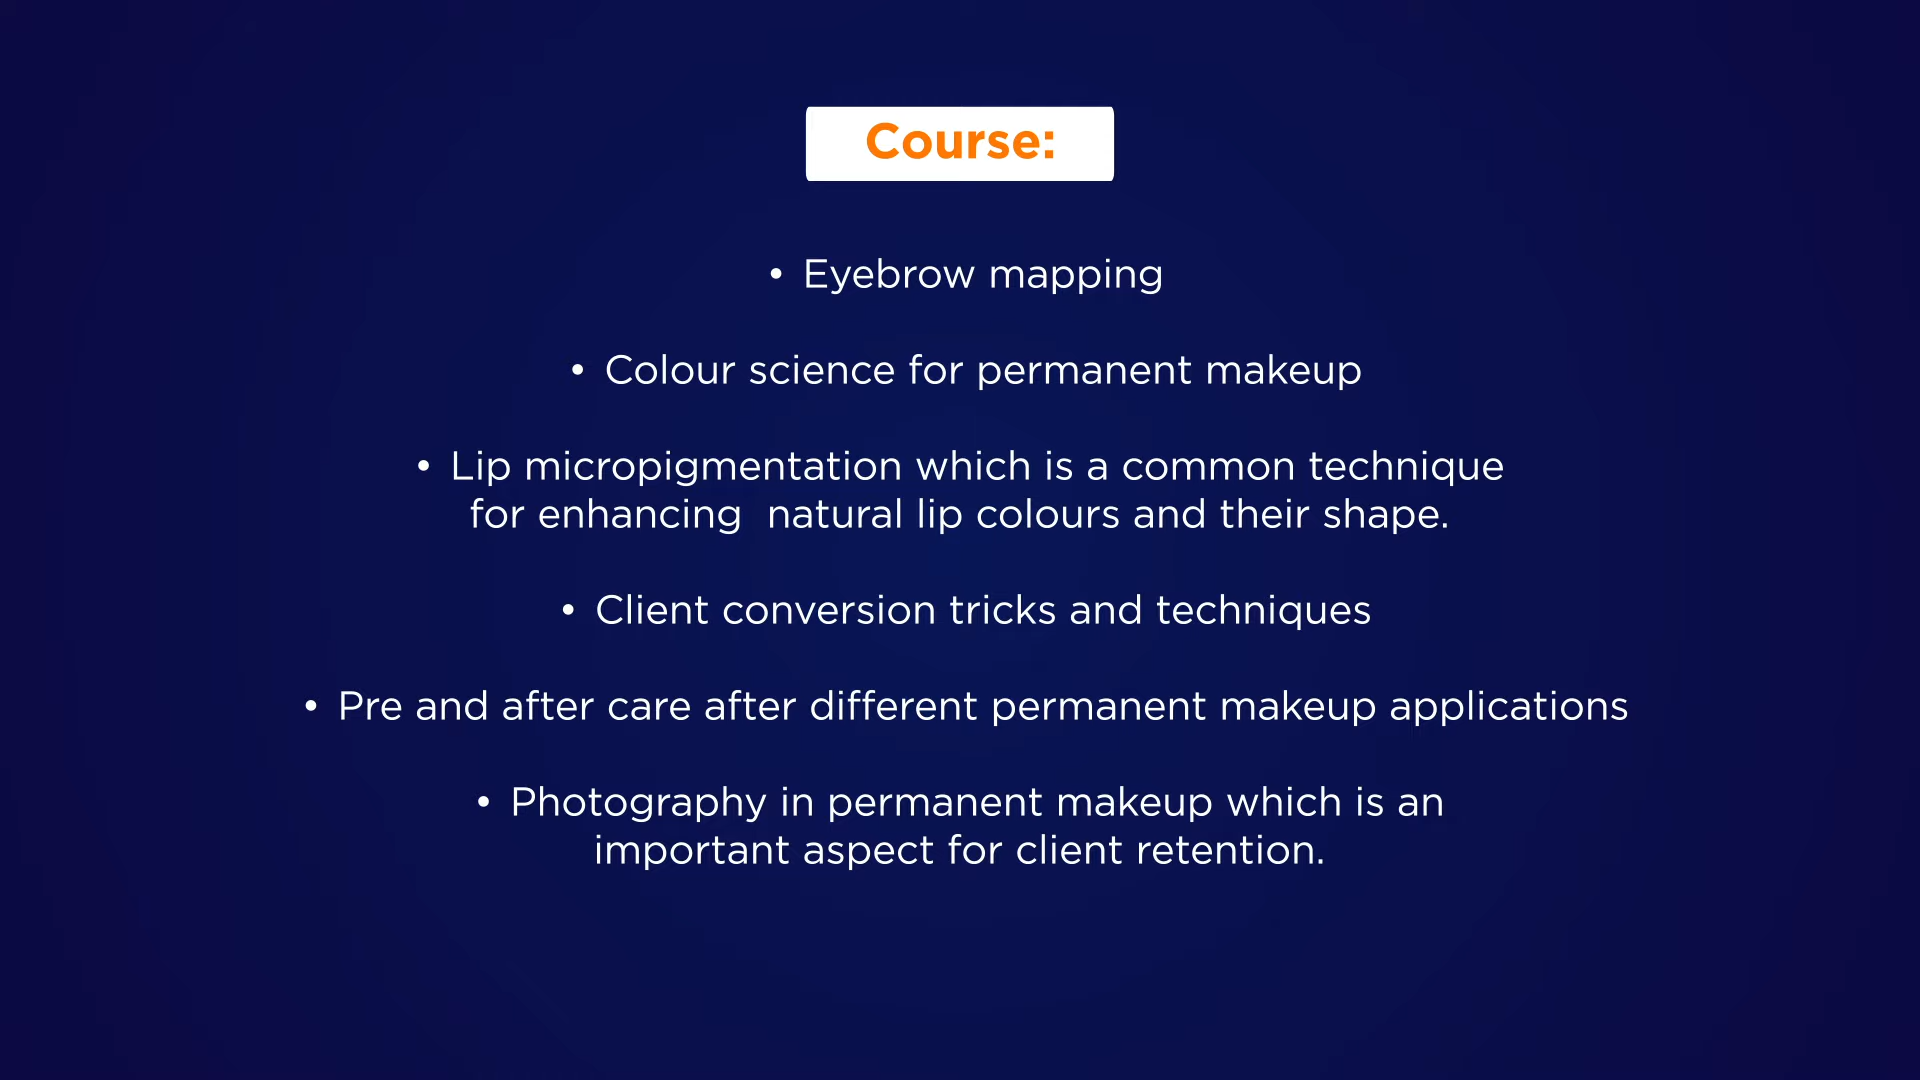 Course:
• Eyebrow mapping
• Colour science for permanent makeup
• Lip micropigmentation which is a common technique
for enhancing  natural lip colours and their shape.
• Client conversion tricks and techniques
• Pre and after care after different permanent makeup applications
• Photography in permanent makeup which is an
important aspect for client retention.